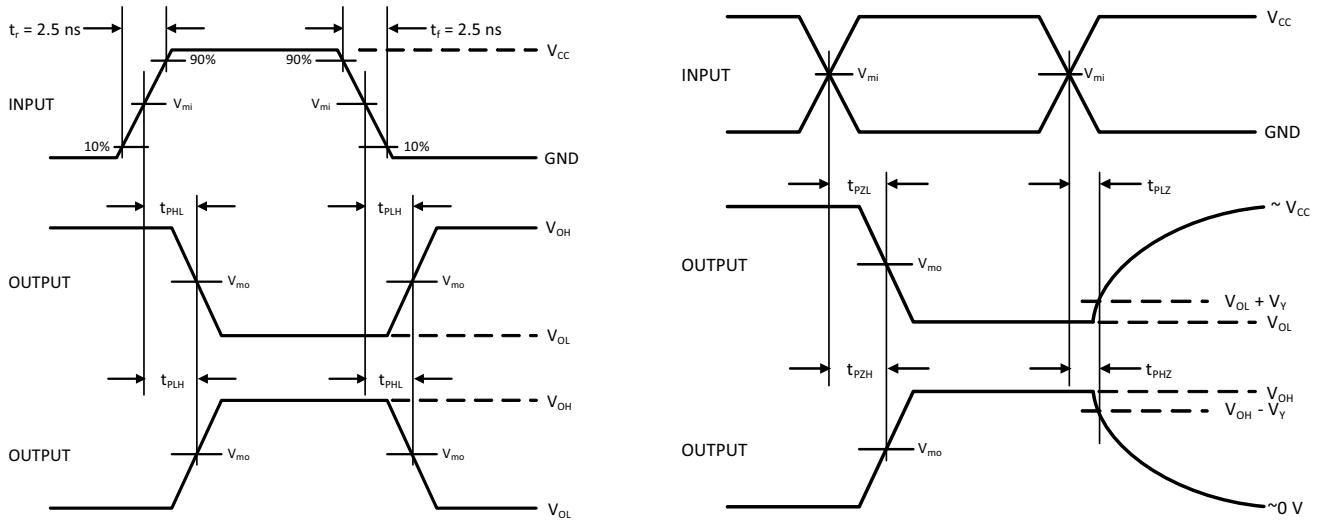 t_r = 2.5 ns
t_f = 2.5 ns
V_CC
90%
90%
INPUT
V_mi
V_mi
10%
10%
GND
t_PHL
t_PLH
V_OH
OUTPUT
V_mo
V_mo
V_OL
t_PLH
t_PHL
V_OH
OUTPUT
V_mo
V_mo
V_OL
V_CC
INPUT
V_mi
V_mi
GND
t_PZL
t_PLZ
~ V_CC
OUTPUT
V_mo
V_OL + V_Y
V_OL
t_PZH
t_PHZ
V_OH
V_OH - V_Y
OUTPUT
V_mo
~0 V